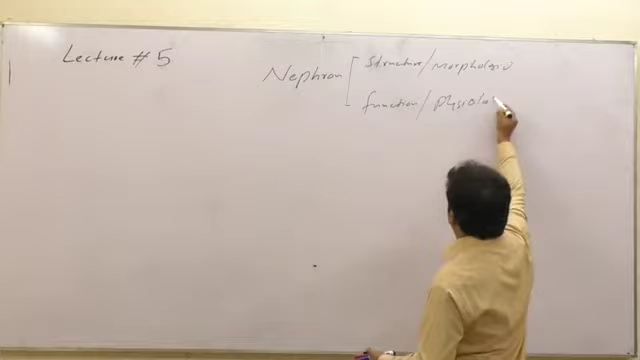 Lecture # 5
Nephron
Structure/Morphology
function/physiolo